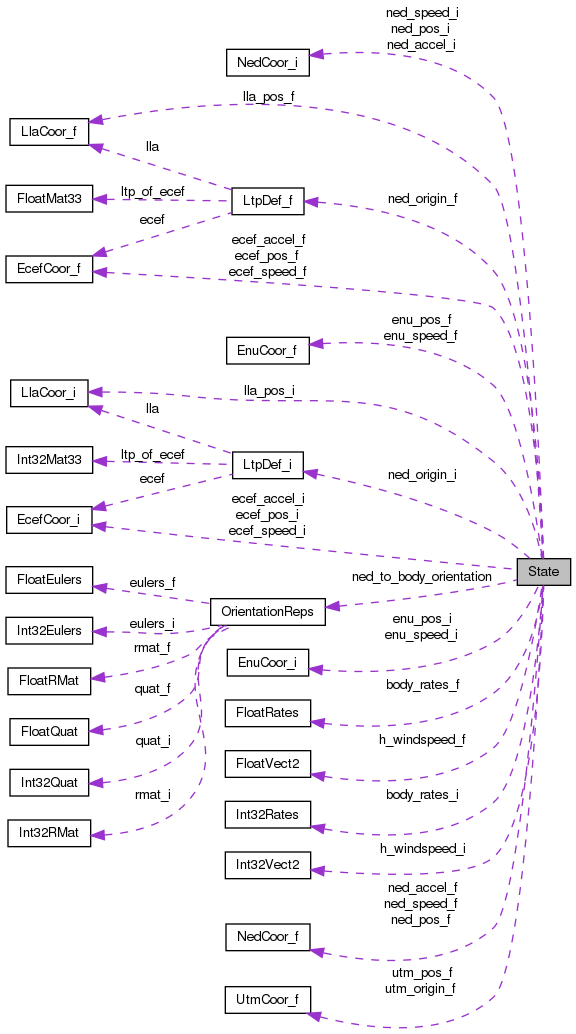 ned_speed_i
ned_pos_i
ned_accel_i
NedCoor_i
lla_pos_f
LlaCoor_f
lla
FloatMat33
ltp_of_ecef
LtpDef_f
ned_origin_f
ecef
ecef_accel_f
ecef_pos_f
ecef_speed_f
EcefCoor_f
enu_pos_f
enu_speed_f
EnuCoor_f
LlaCoor_i
lla_pos_i
lla
Int32Mat33
ltp_of_ecef
LtpDef_i
ned_origin_i
ecef
ecef_accel_i
ecef_pos_i
ecef_speed_i
EcefCoor_i
State
FloatEulers
eulers_f
ned_to_body_orientation
OrientationReps
Int32Eulers
eulers_i
enu_pos_i
enu_speed_i
rmat_f
EnuCoor_i
FloatRMat
quat_f
body_rates_f
FloatRates
FloatQuat
quat_i
h_windspeed_f
FloatVect2
Int32Quat
rmat_i
body_rates_i
Int32Rates
Int32RMat
h_windspeed_i
Int32Vect2
ned_accel_f
ned_speed_f
ned_pos_f
NedCoor_f
utm_pos_f
utm_origin_f
UtmCoor_f